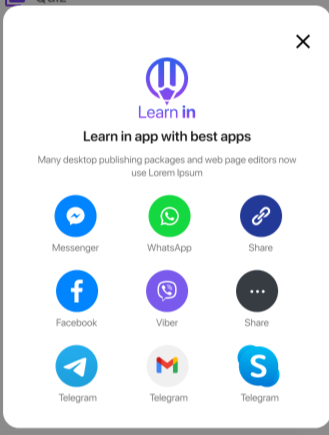 Learn in
Learn in app with best apps
Many desktop publishing packages and web page editors now
use Lorem Ipsum
Messenger
WhatsApp
Share
Facebook
Viber
Share
Telegram
Telegram
Telegram